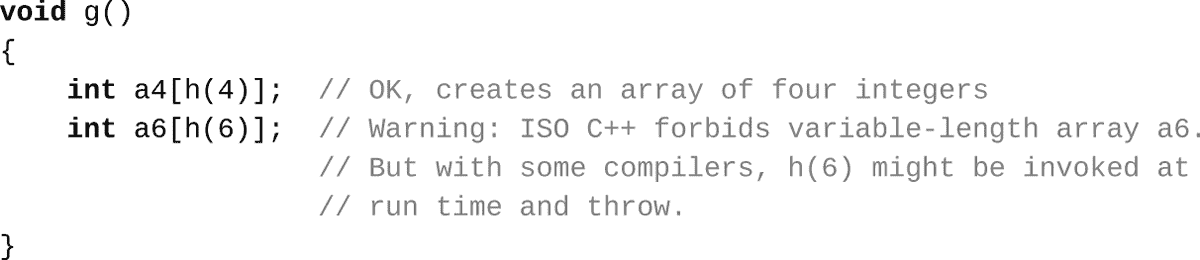 void g()
{
    int a4[h(4)];  // OK, creates an array of four integers
    int a6[h(6)];  // Warning: ISO C++ forbids variable-length array a6.
                   // But with some compilers, h(6) might be invoked at
                   // run time and throw.
}